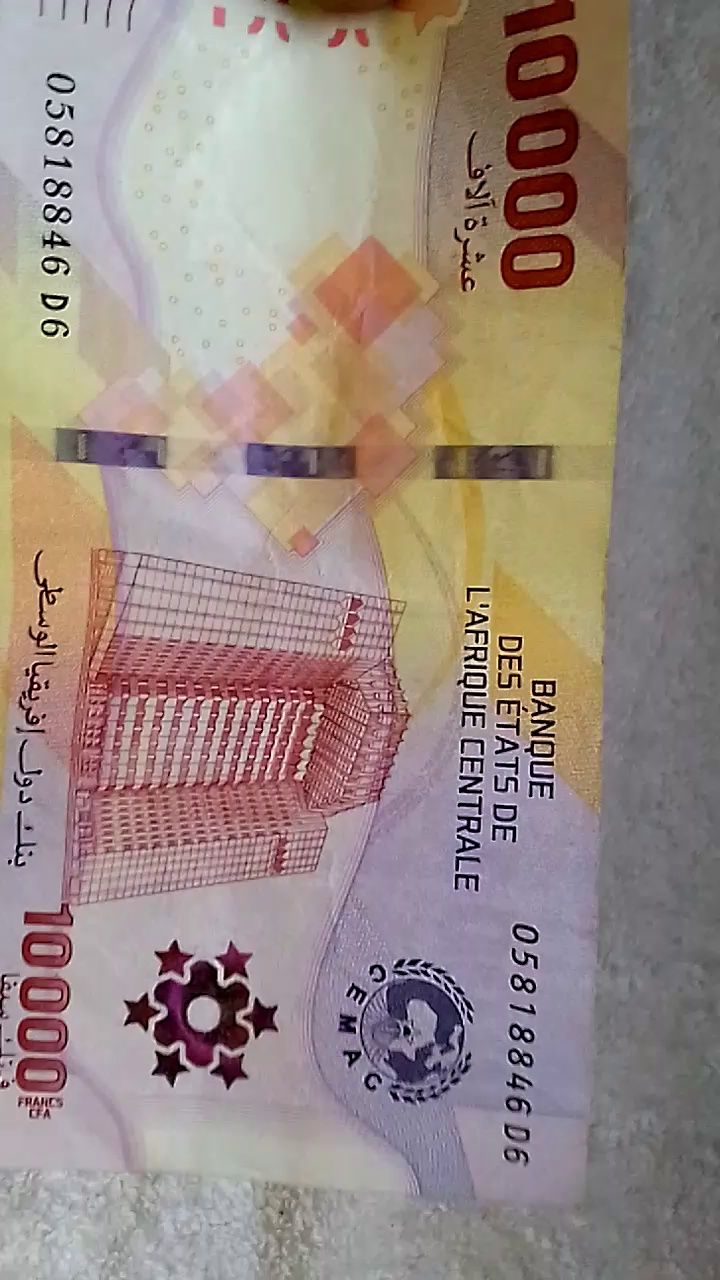 10000
عشرة آلاف
BANQUE
DES ÉTATS DE
L'AFRIQUE CENTRALE
05818846 D6
CEMAC
05818846 D6
بنك دول إفريقيا الوسطى
10000
FRANCS
CFA